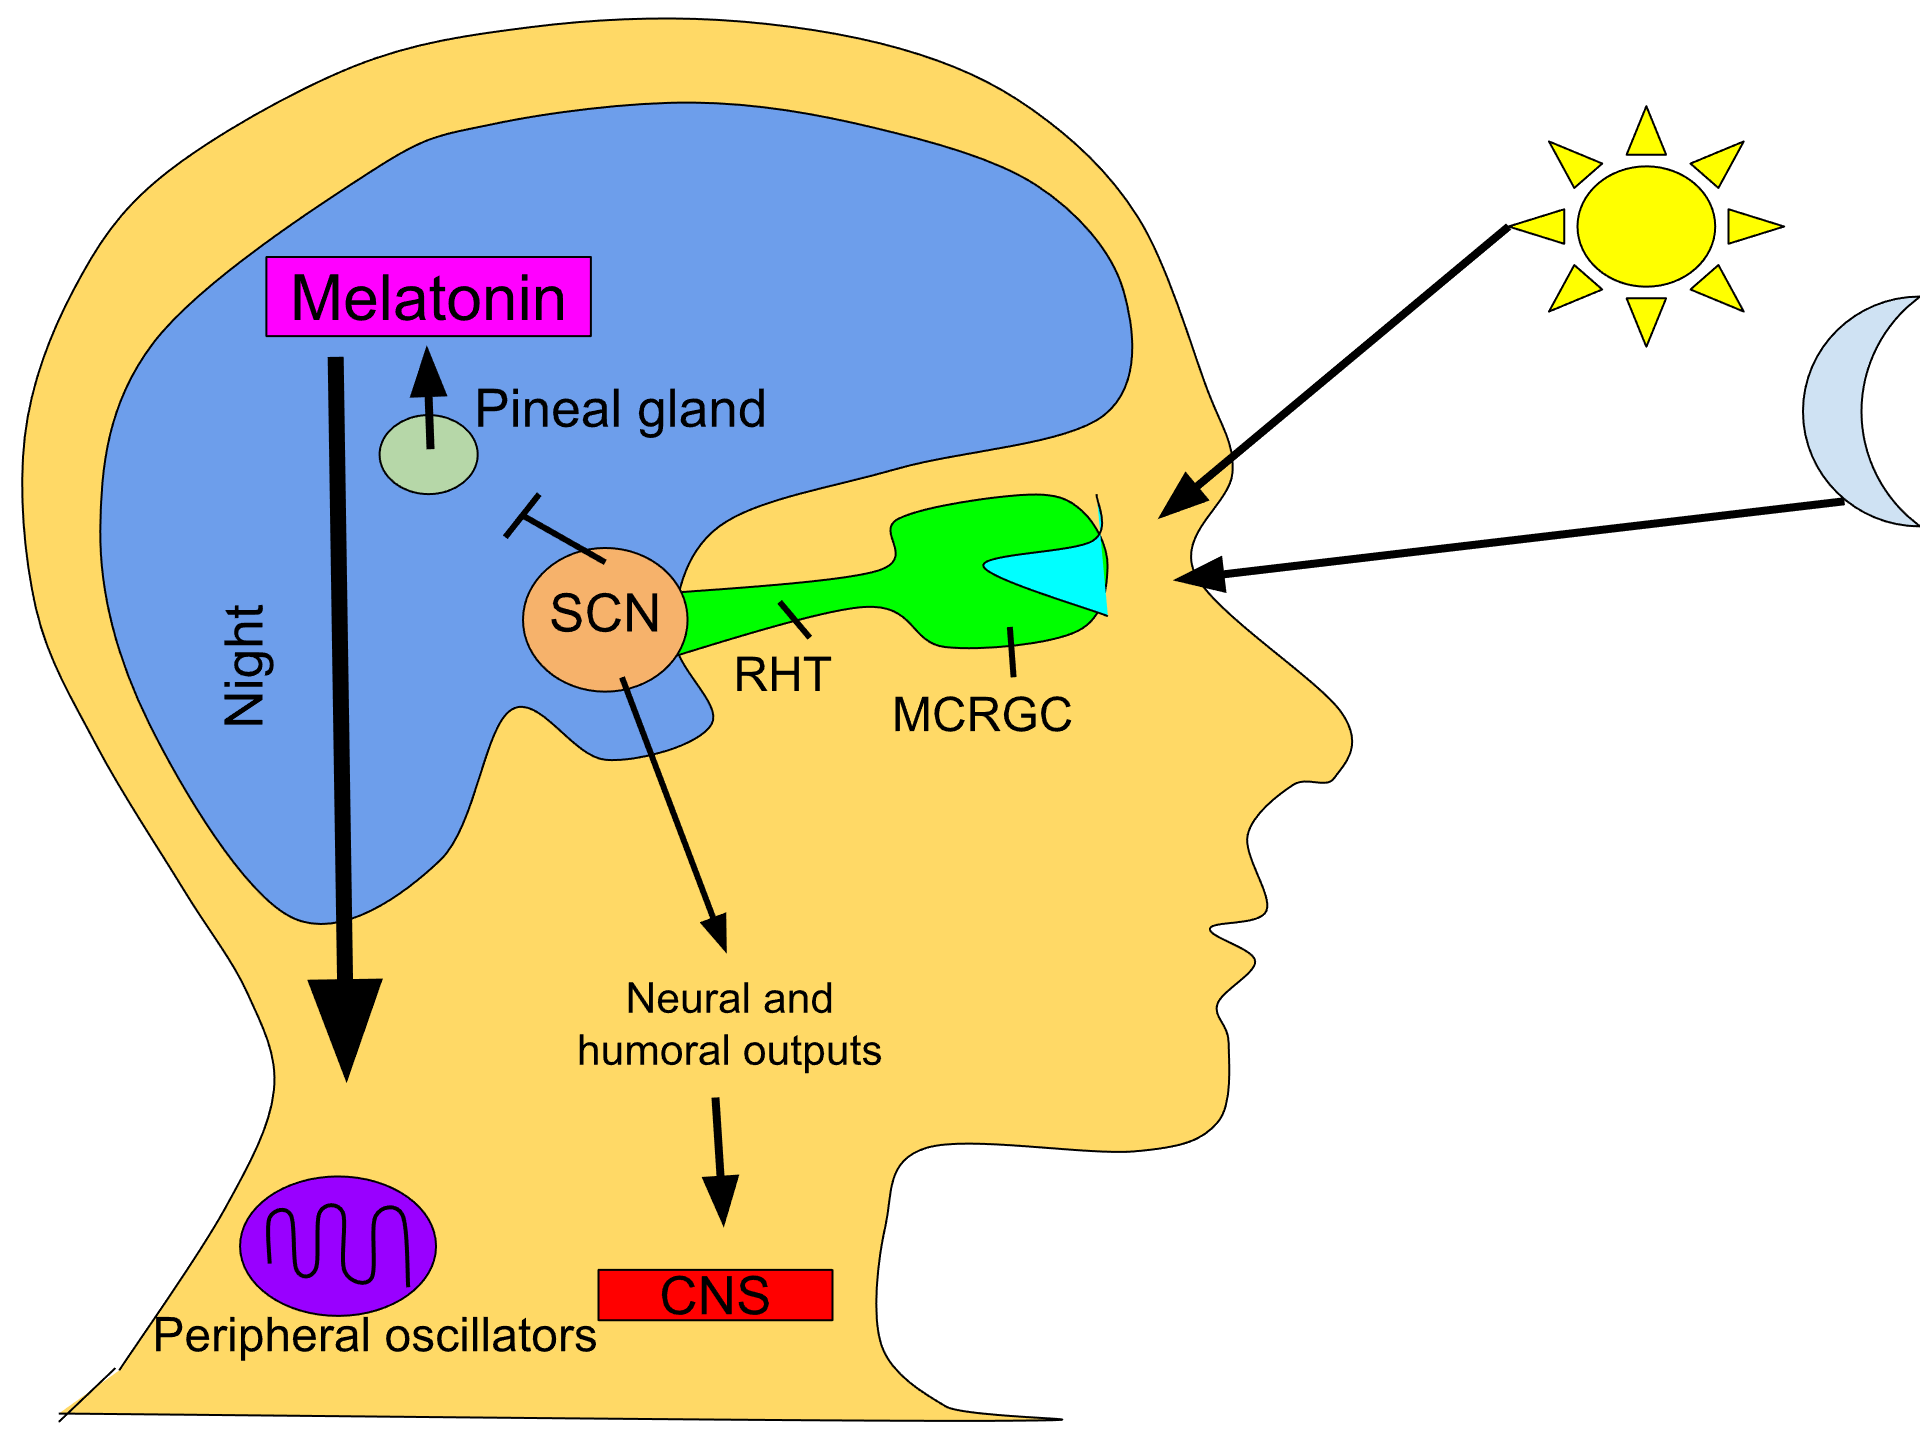 Melatonin
Pineal gland
SCN
Night
RHT
MCRGC
Neural and
humoral outputs
CNS
Peripheral oscillators